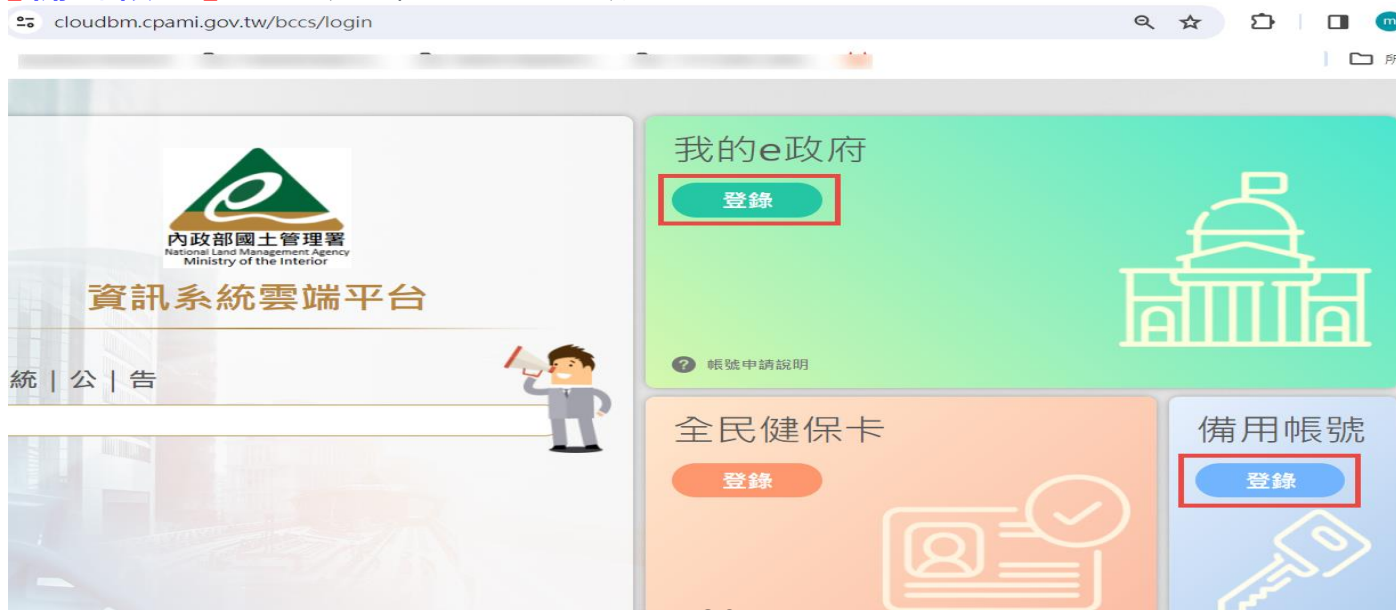 cloudbm.cpami.gov.tw/bccs/login
m
所
內政部國土管理署
National Land Management Agency
Ministry of the Interior
資訊系統雲端平台
統 | 公 | 告
我的e政府
登錄
? 帳號申請說明
全民健保卡
登錄
備用帳號
登錄